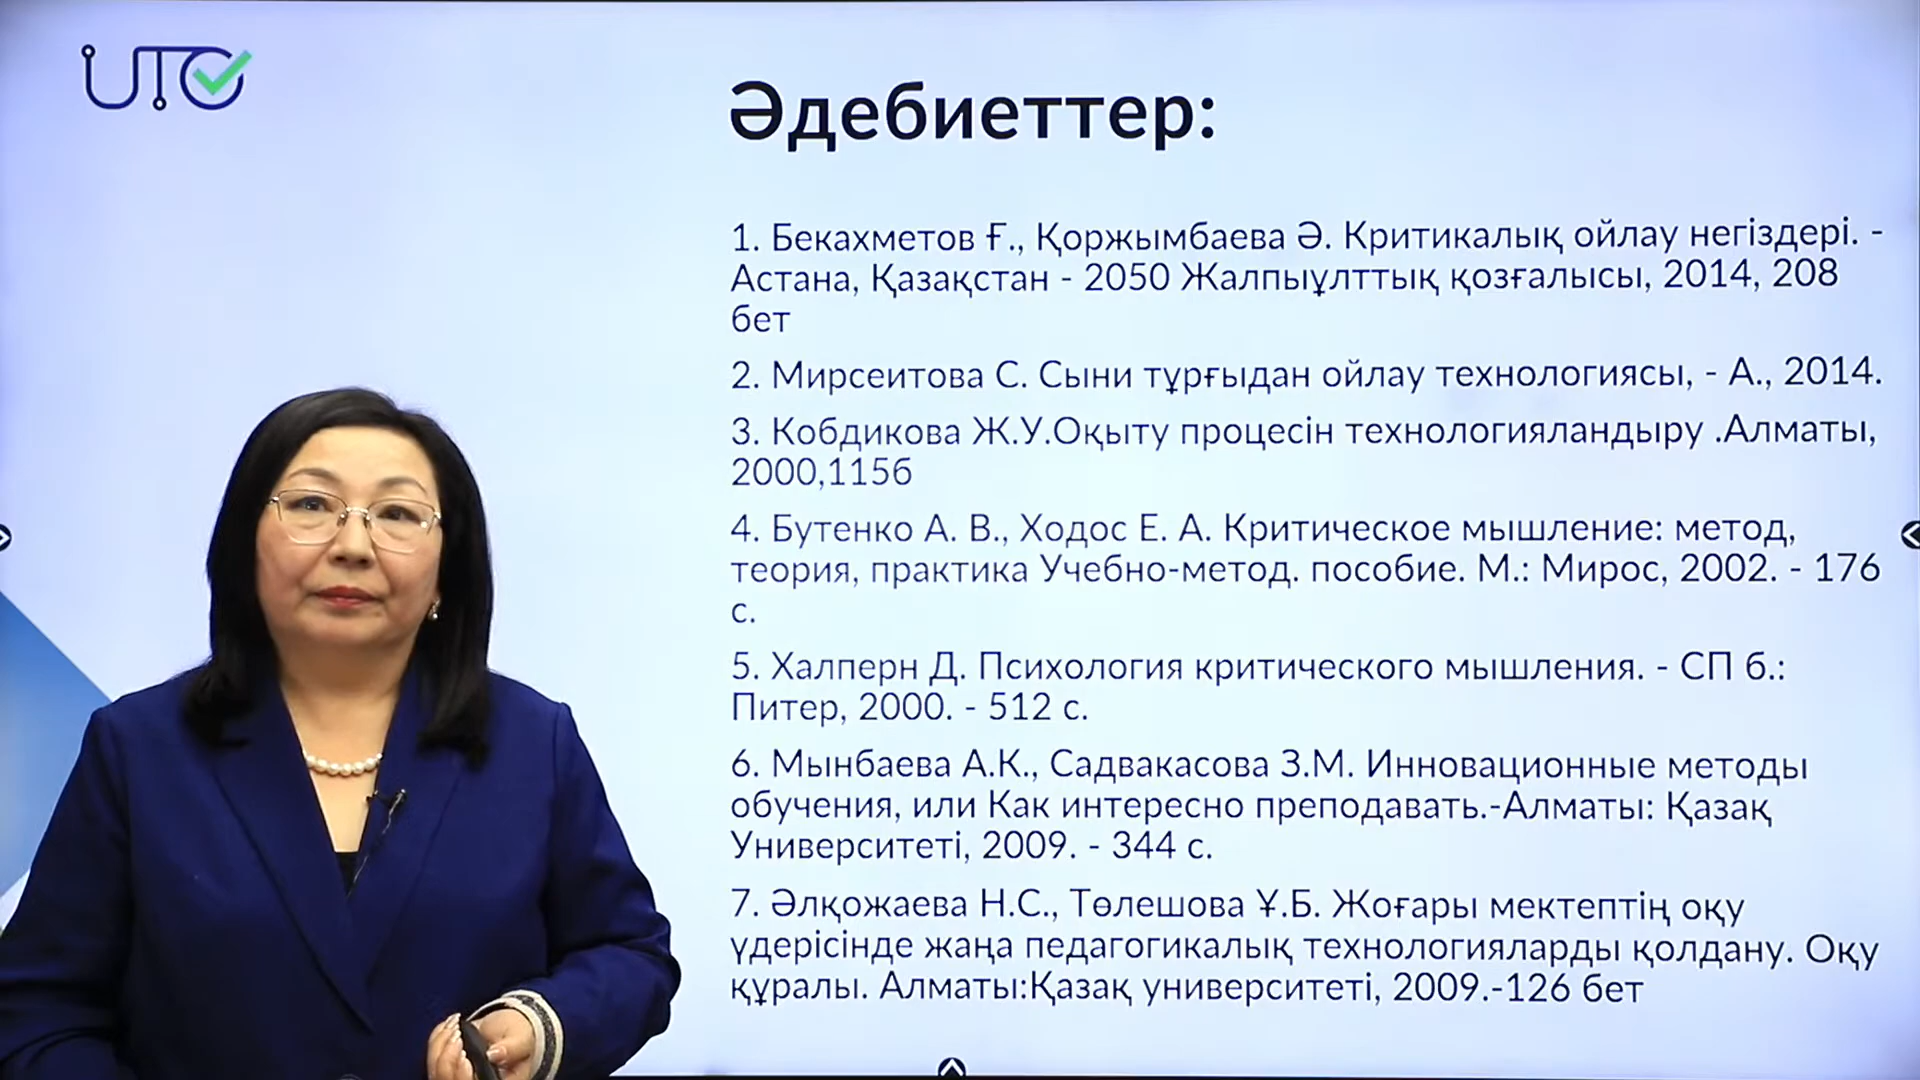 UTO
Әдебиеттер:
1. Бекахметов Ғ., Қоржымбаева Ә. Критикалық ойлау негіздері. -
Астана, Қазақстан - 2050 Жалпыұлттық қозғалысы, 2014, 208
бет
2. Мирсеитова С. Сыни тұрғыдан ойлау технологиясы, - А., 2014.
3. Кобдикова Ж.У.Оқыту процесін технологияландыру .Алматы,
2000,115б
4. Бутенко А. В., Ходос Е. А. Критическое мышление: метод,
теория, практика Учебно-метод. пособие. М.: Мирос, 2002. - 176
с.
5. Халперн Д. Психология критического мышления. - СП б.:
Питер, 2000. - 512 с.
6. Мынбаева А.К., Садвакасова З.М. Инновационные методы
обучения, или Как интересно преподавать.-Алматы: Қазақ
Университеті, 2009. - 344 с.
7. Әлқожаева Н.С., Төлешова Ұ.Б. Жоғары мектептің оқу
үдерісінде жаңа педагогикалық технологияларды қолдану. Оқу
құралы. Алматы:Қазақ университеті, 2009.-126 бет